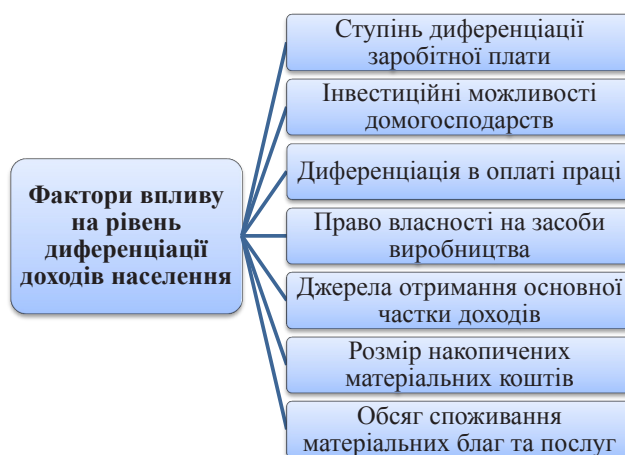 Фактори впливу
на рівень
диференціації
доходів населення
Ступінь диференціації
заробітної плати
Інвестиційні можливості
домогосподарств
Диференціація в оплаті праці
Право власності на засоби
виробництва
Джерела отримання основної
частки доходів
Розмір накопичених
матеріальних коштів
Обсяг споживання
матеріальних благ та послуг